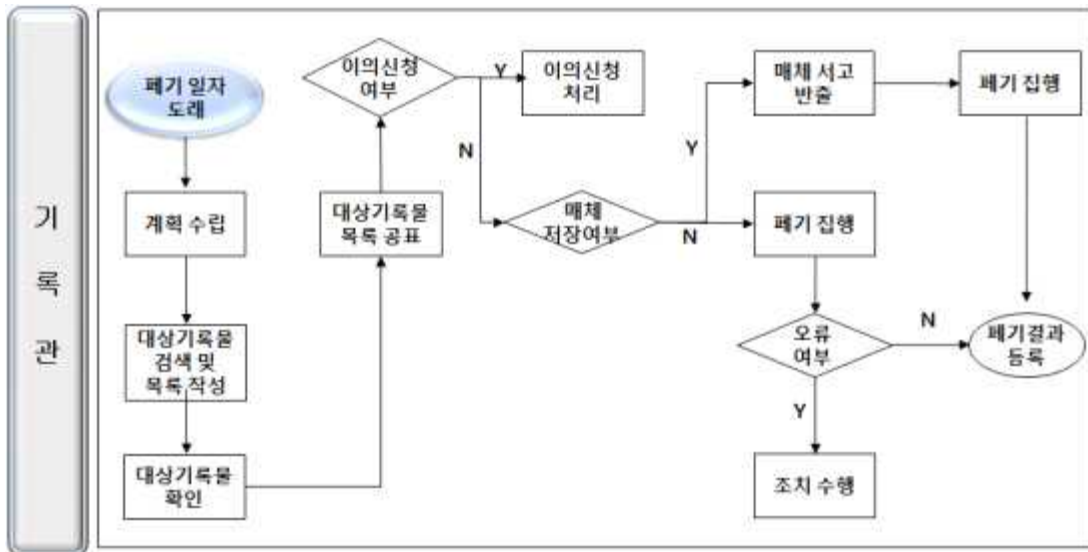 기
록
관
폐기 일자
도래
계획 수립
대상기록물
검색 및
목록 작성
대상기록물
확인
대상기록물
목록 공표
이의신청
여부
Y
이의신청
처리
N
매체
저장여부
Y
매체 서고
반출
폐기 집행
N
폐기 집행
오류
여부
N
폐기결과
등록
Y
조치 수행